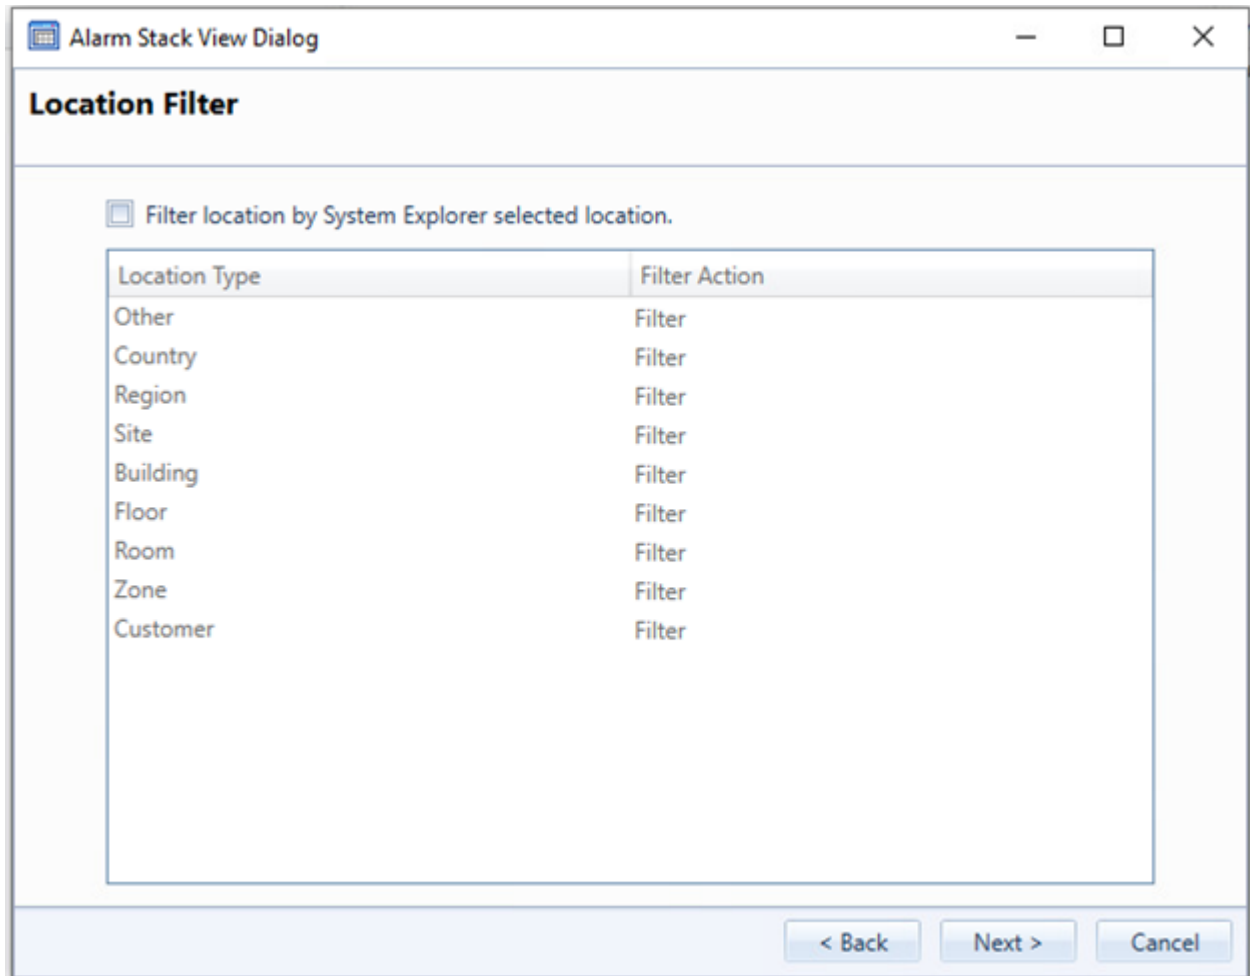 Alarm Stack View Dialog
Location Filter
Filter location by System Explorer selected location.
Location Type Filter Action
Other Filter
Country Filter
Region Filter
Site Filter
Building Filter
Floor Filter
Room Filter
Zone Filter
Customer Filter
< Back Next > Cancel